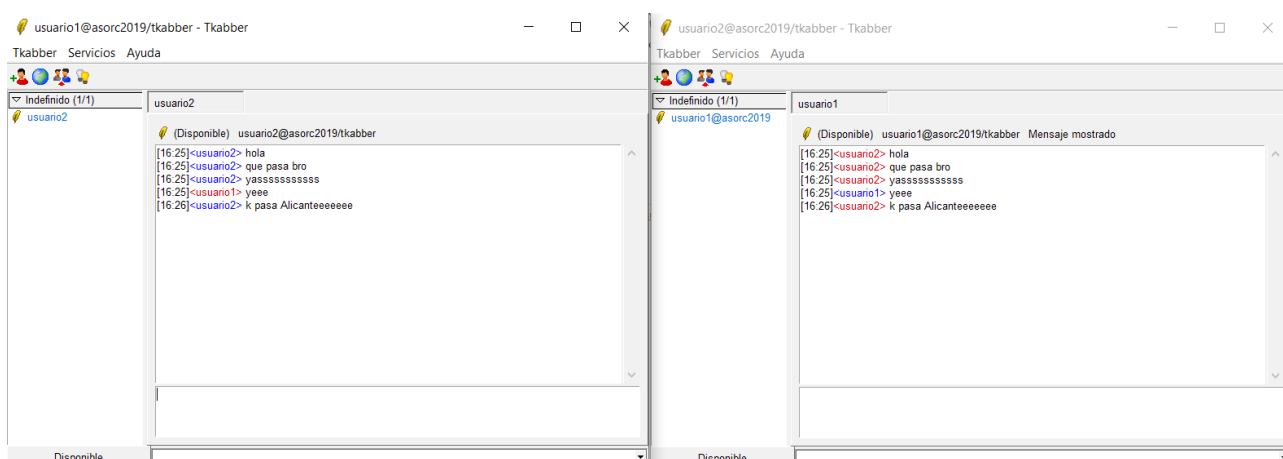 usuario1@asorc2019/tkabber - Tkabber
Tkabber Servicios Ayuda
Indefinido (1/1)
usuario2
usuario2
(Disponible) usuario2@asorc2019/tkabber
[16:25]<usuario2> hola
[16:25]<usuario2> que pasa bro
[16:25]<usuario2> yasssssssssss
[16:25]<usuario1> yeee
[16:26]<usuario2> k pasa Alicanteeeeeee
Disponible
usuario2@asorc2019/tkabber - Tkabber
Tkabber Servicios Ayuda
Indefinido (1/1)
usuario1@asorc2019
usuario1
(Disponible) usuario1@asorc2019/tkabber Mensaje mostrado
[16:25]<usuario2> hola
[16:25]<usuario2> que pasa bro
[16:25]<usuario2> yasssssssssss
[16:25]<usuario1> yeee
[16:26]<usuario2> k pasa Alicanteeeeeee
Disponible